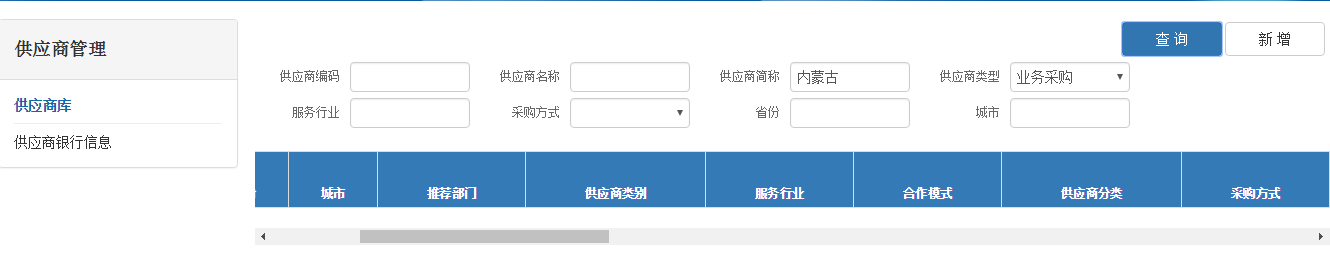 供应商管理
供应商库
供应商银行信息
查 询 新 增
供应商编码 供应商名称 供应商简称 内蒙古 供应商类型 业务采购
服务行业 采购方式 省份 城市
城市 推荐部门 供应商类别 服务行业 合作模式 供应商分类 采购方式